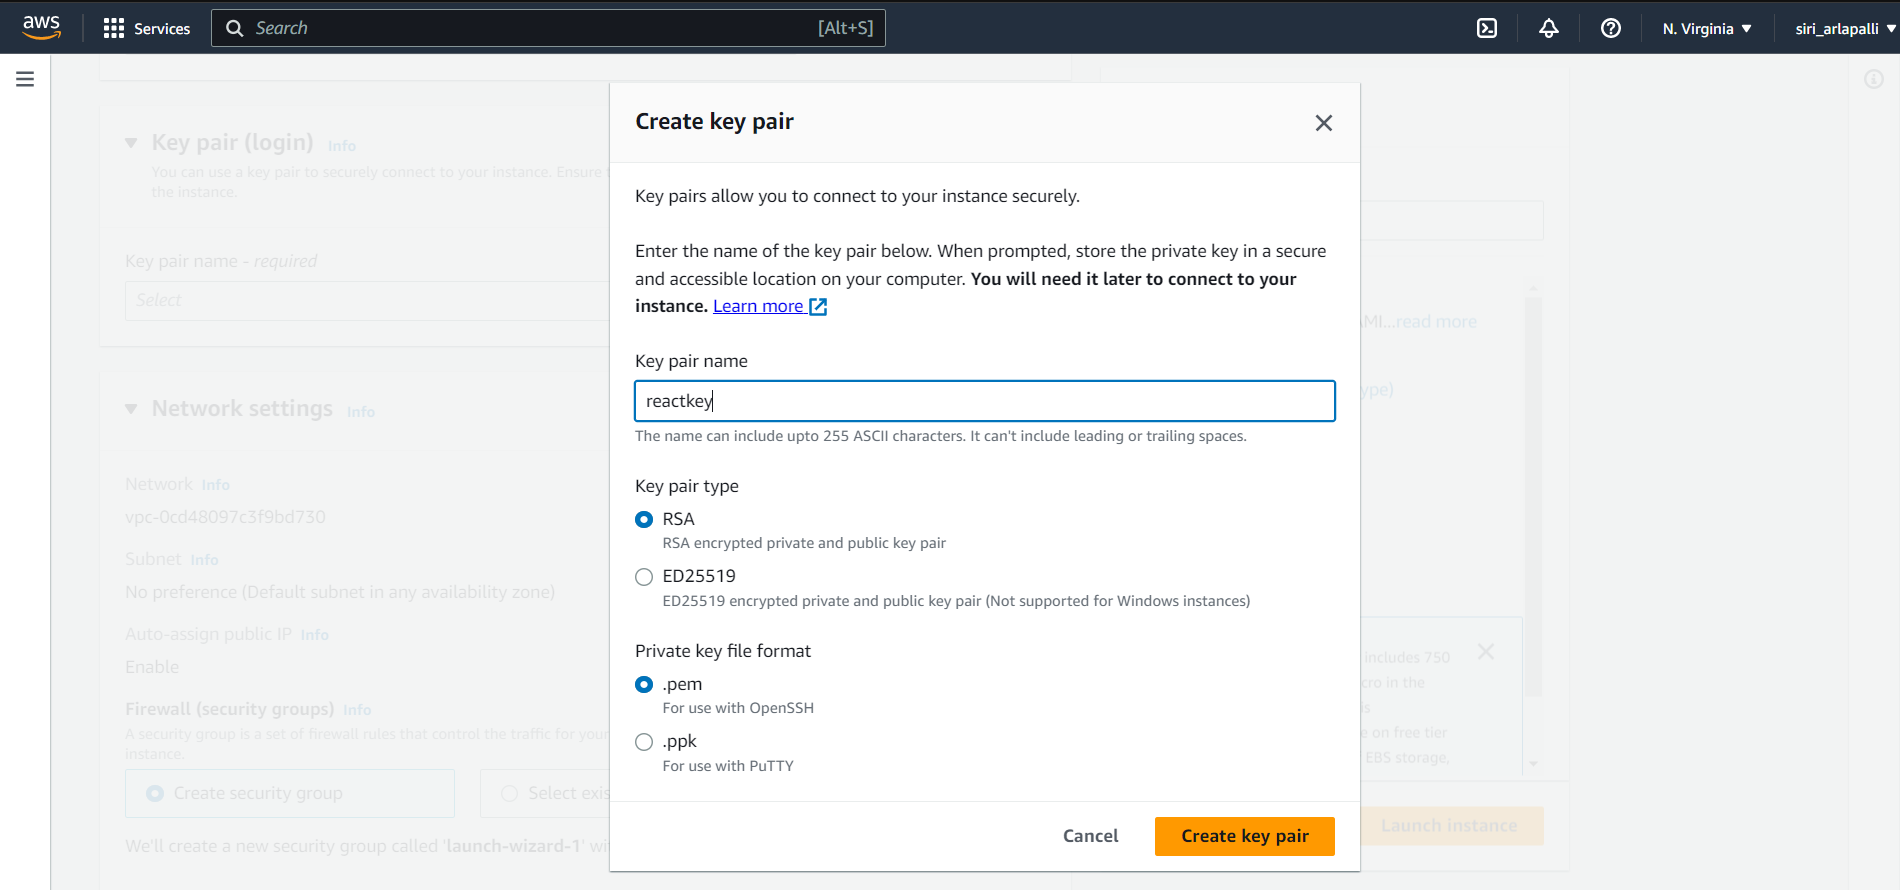 aws
Services
Search
[Alt+S]
N. Virginia
siri_arlapalli
Key pair (login) Info
You can use a key pair to securely connect to your instance. Ensure
the instance.
Key pair name - required
Select
Network settings Info
Network Info
vpc-0cd48097c3f9bd730
Subnet Info
No preference (Default subnet in any availability zone)
Auto-assign public IP Info
Enable
Firewall (security groups) Info
A security group is a set of firewall rules that control the traffic for your
instance.
Create security group
Select exis
We'll create a new security group called 'launch-wizard-1' wi
Create key pair
Key pairs allow you to connect to your instance securely.
Enter the name of the key pair below. When prompted, store the private key in a secure
and accessible location on your computer. You will need it later to connect to your
instance. Learn more
Key pair name
reactkey
The name can include upto 255 ASCII characters. It can't include leading or trailing spaces.
Key pair type
RSA
RSA encrypted private and public key pair
ED25519
ED25519 encrypted private and public key pair (Not supported for Windows instances)
Private key file format
.pem
For use with OpenSSH
.ppk
For use with PuTTY
Cancel
Create key pair
AMI...read more
ype)
includes 750
cro in the
is
e on free tier
EBS storage,
Launch instance